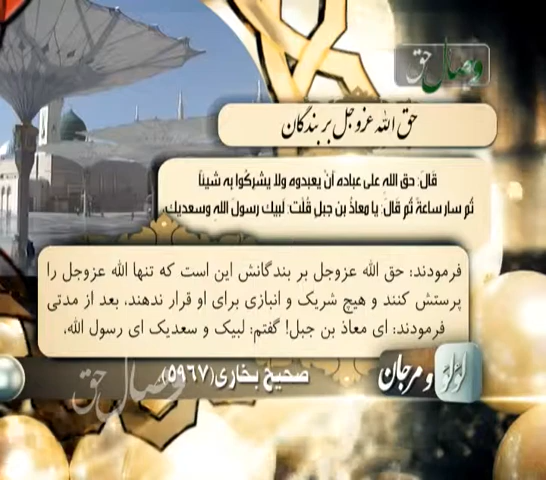 وصال حق
حق الله عزوجل بر بندگان
قال: حق الله على عباده أن يعبدوه ولا يشركوا به شيئا
ثم سار ساعة ثم قال: يا معاذ بن جبل قلت: لبيك رسول الله وسعديك
فرمودند: حق الله عزوجل بر بندگانش این است که تنها الله عزوجل را
پرستش کنند و هیچ شریک و انبازی برای او قرار ندهند، بعد از مدتی
فرمودند: ای معاذ بن جبل! گفتم: لبیک و سعدیک ای رسول الله،
لؤلؤ و مرجان
صحیح بخاری(۵۹۶۷)
وصال حق